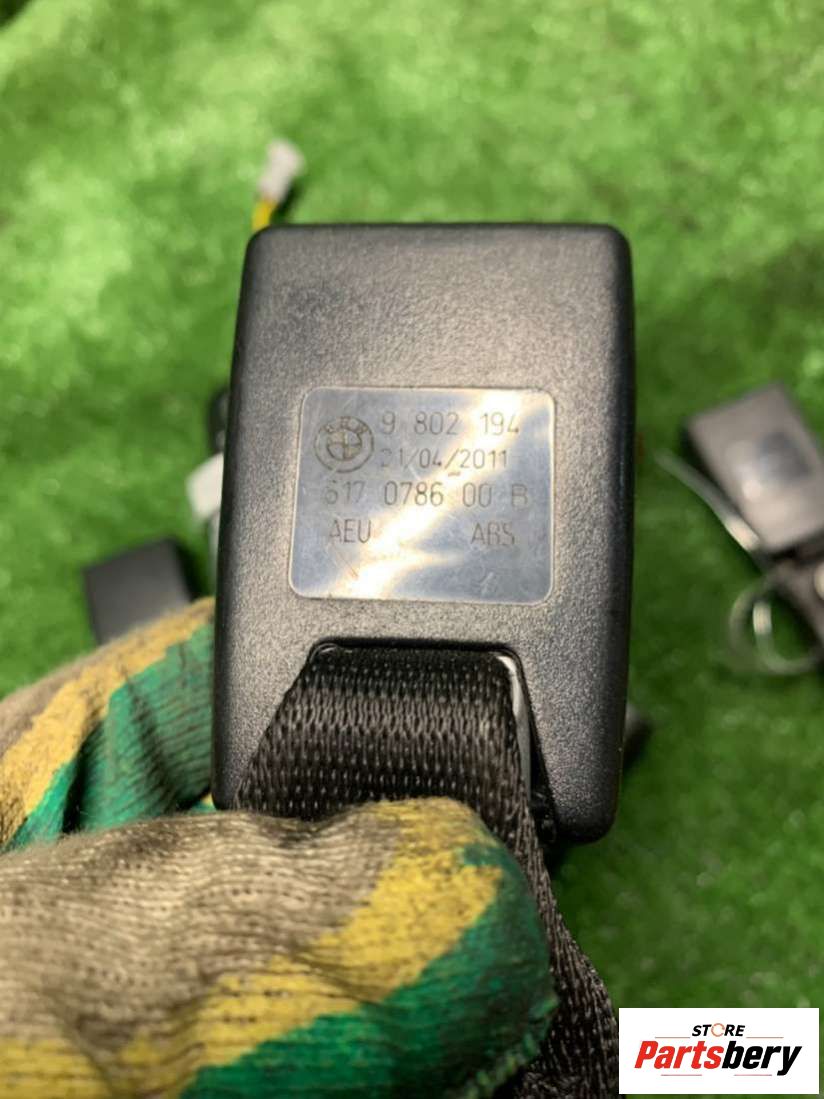 9 802 194
21/04/2011
617 0786 00 B
AEU ABS
STORE
Partsbery